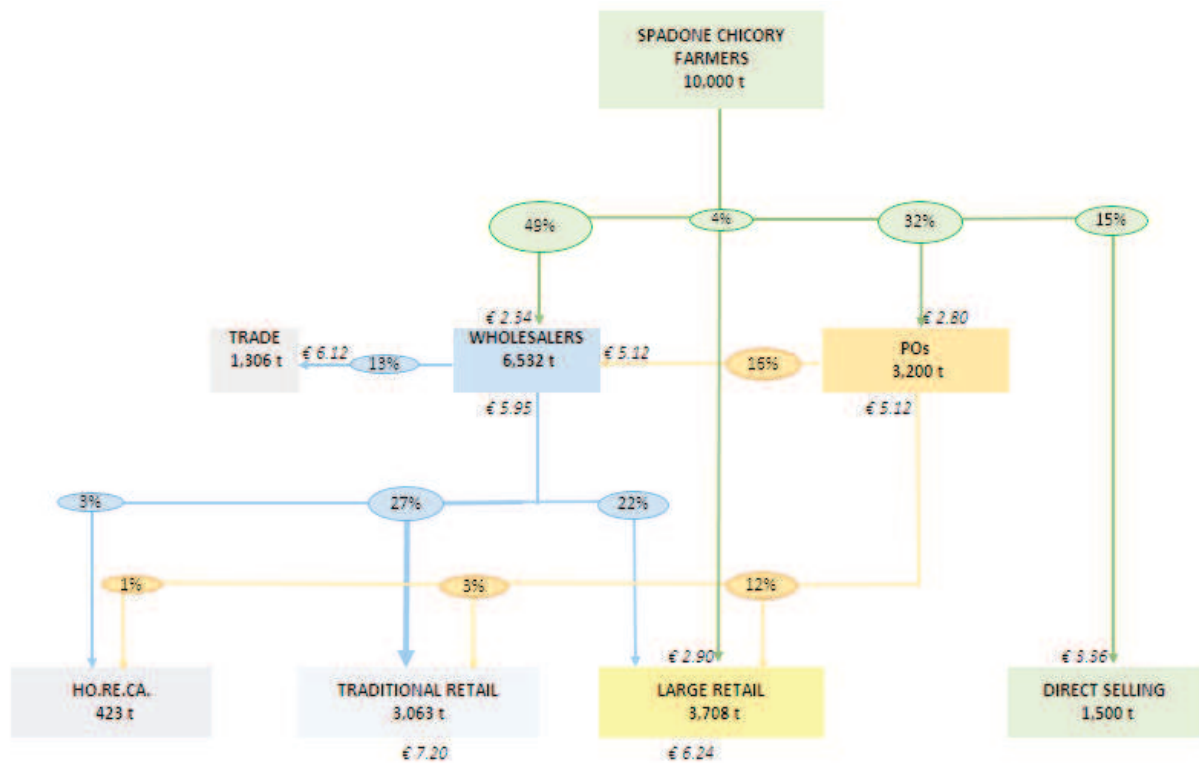 SPADONE CHICORY
FARMERS
10,000 t
49%
4%
32%
15%
€ 2.54
€ 2.80
TRADE
1,306 t
€ 6.12
13%
WHOLESALERS
6,532 t
€ 5.12
16%
POs
3,200 t
€ 5.95
€ 5.12
3%
27%
22%
1%
3%
12%
€ 2.90
€ 3.36
HO.RE.CA.
423 t
TRADITIONAL RETAIL
3,063 t
LARGE RETAIL
3,708 t
DIRECT SELLING
1,500 t
€ 7.20
€ 6.24